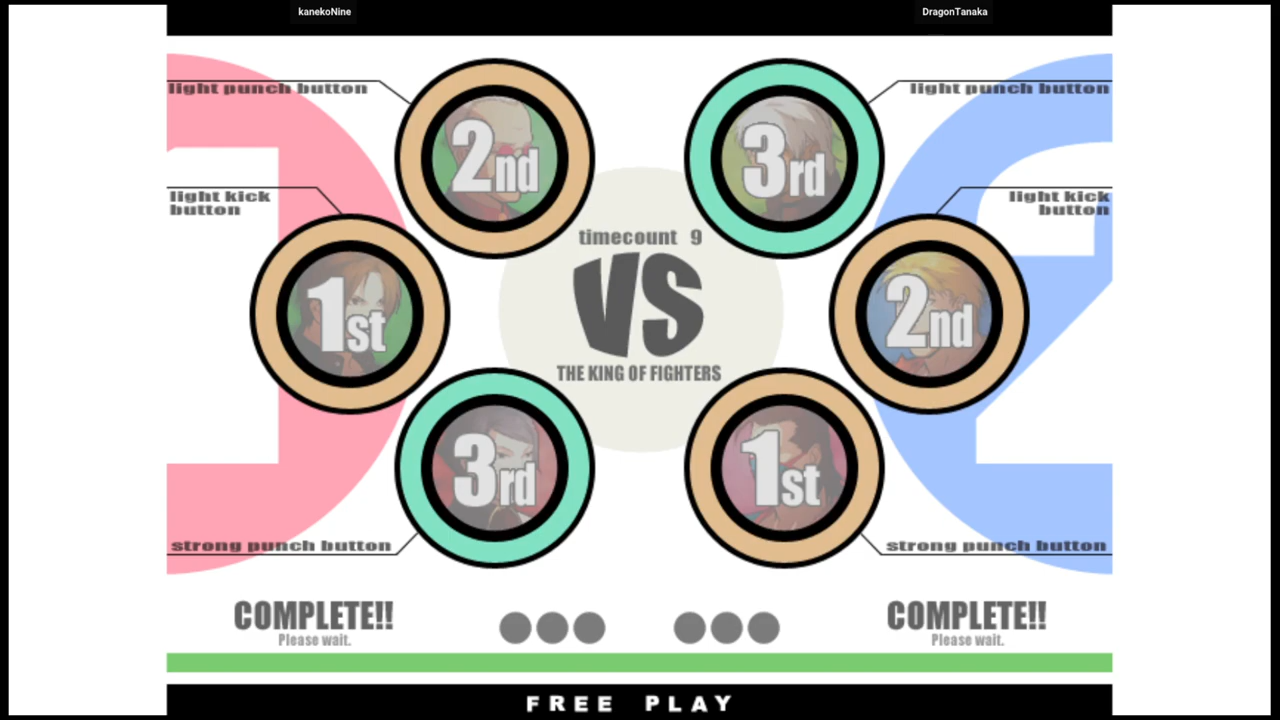 kanekoNine
DragonTanaka
light punch button
light punch button
2nd
3rd
light kick
button
light kick
button
timecount 9
VS
THE KING OF FIGHTERS
1st
2nd
3rd
1st
strong punch button
strong punch button
COMPLETE!!
Please wait.
COMPLETE!!
Please wait.
FREE PLAY